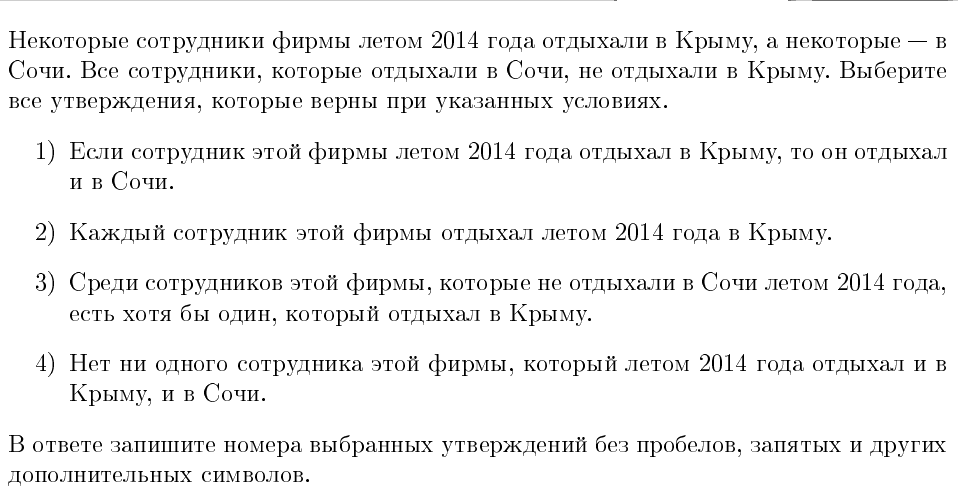 Некоторые сотрудники фирмы летом 2014 года отдыхали в Крыму, а некоторые — в
Сочи. Все сотрудники, которые отдыхали в Сочи, не отдыхали в Крыму. Выберите
все утверждения, которые верны при указанных условиях.
1) Если сотрудник этой фирмы летом 2014 года отдыхал в Крыму, то он отдыхал
и в Сочи.
2) Каждый сотрудник этой фирмы отдыхал летом 2014 года в Крыму.
3) Среди сотрудников этой фирмы, которые не отдыхали в Сочи летом 2014 года,
есть хотя бы один, который отдыхал в Крыму.
4) Нет ни одного сотрудника этой фирмы, который летом 2014 года отдыхал и в
Крыму, и в Сочи.
В ответе запишите номера выбранных утверждений без пробелов, запятых и других
дополнительных символов.